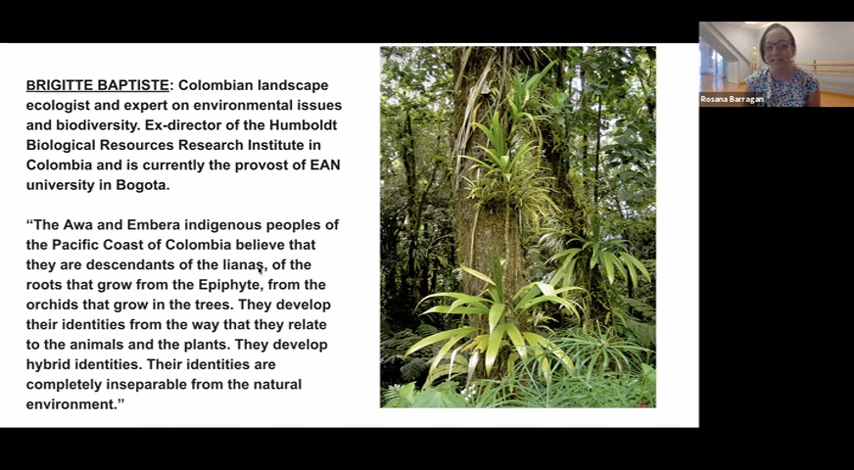 BRIGITTE BAPTISTE: Colombian landscape
ecologist and expert on environmental issues
and biodiversity. Ex-director of the Humboldt
Biological Resources Research Institute in
Colombia and is currently the provost of EAN
university in Bogota.
“The Awa and Embera indigenous peoples of
the Pacific Coast of Colombia believe that
they are descendants of the lianas, of the
roots that grow from the Epiphyte, from the
orchids that grow in the trees. They develop
their identities from the way that they relate
to the animals and the plants. They develop
hybrid identities. Their identities are
completely inseparable from the natural
environment.”
Rosana Barragan